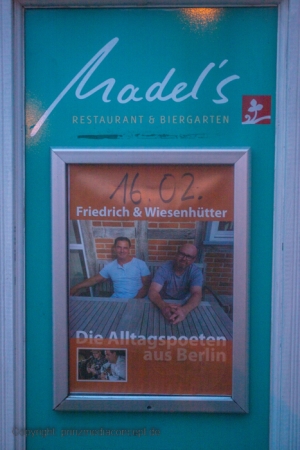 Madel's
RESTAURANT & BIERGARTEN
16.02.
Friedrich & Wiesenhütter
Die Alltagspoeten
aus Berlin